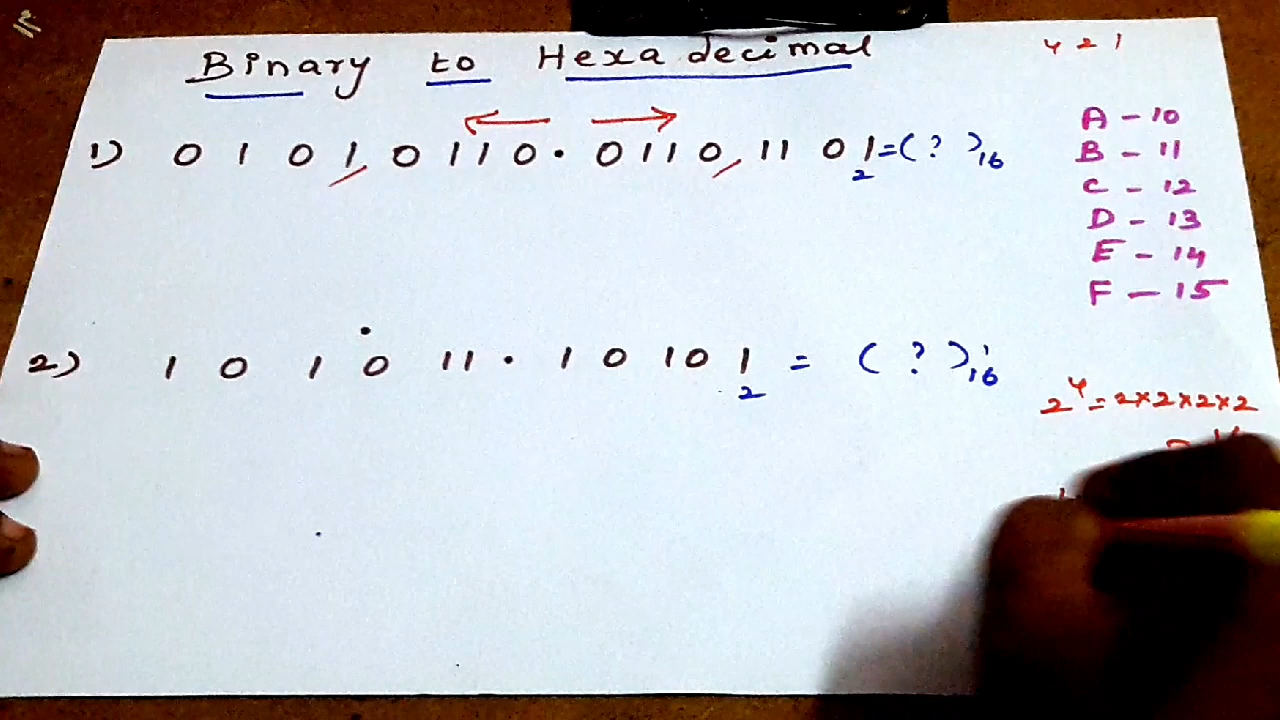 Binary to Hexadecimal
4 2 1
1) 0 1 0 1, 0 1 1 0 . 0 1 1 0, 1 1 0 1 2 = ( ? )16
A - 10
B - 11
C - 12
D - 13
E - 14
F - 15
2) 1 0 1 0 1 1 . 1 0 1 0 1 2 = ( ? )16
2⁴ = 2×2×2×2